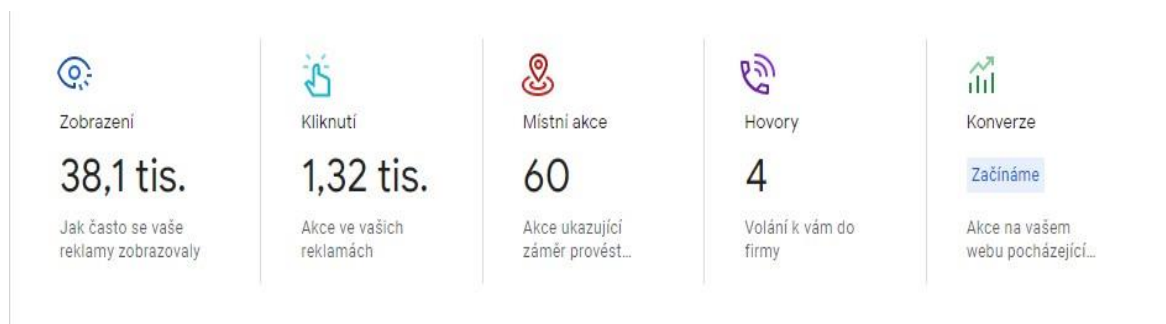 Zobrazení
38,1 tis.
Jak často se vaše
reklamy zobrazovaly
Kliknutí
1,32 tis.
Akce ve vašich
reklamách
Místní akce
60
Akce ukazující
záměr provést...
Hovory
4
Volání k vám do
firmy
Konverze
Začínáme
Akce na vašem
webu pocházející...